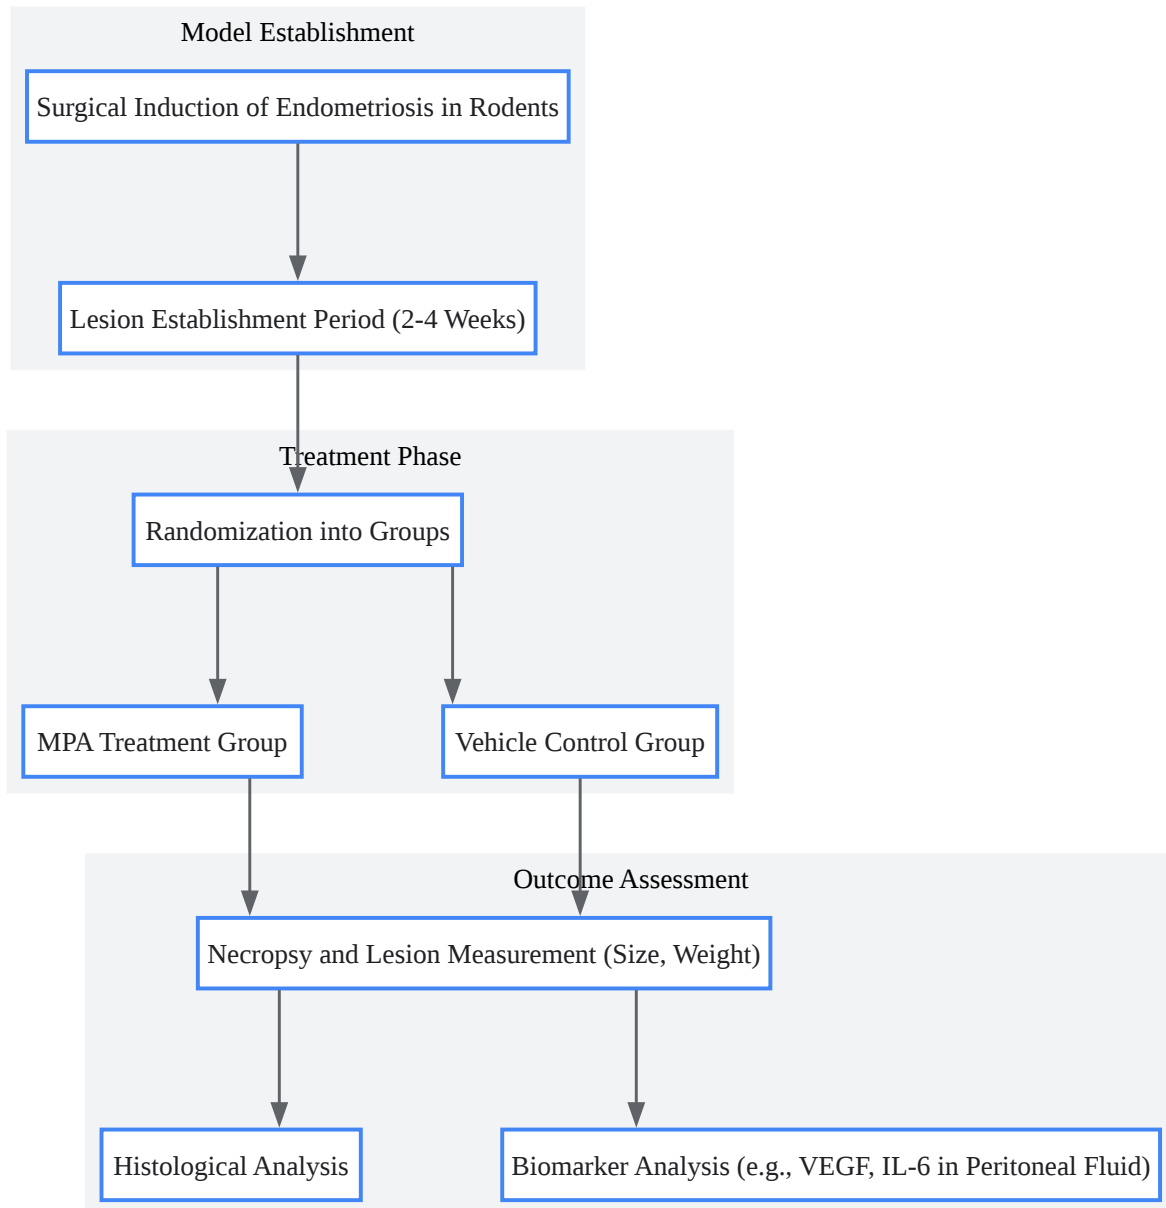 Model Establishment
Surgical Induction of Endometriosis in Rodents
Lesion Establishment Period (2-4 Weeks)
Treatment Phase
Randomization into Groups
MPA Treatment Group
Vehicle Control Group
Outcome Assessment
Necropsy and Lesion Measurement (Size, Weight)
Histological Analysis
Biomarker Analysis (e.g., VEGF, IL-6 in Peritoneal Fluid)